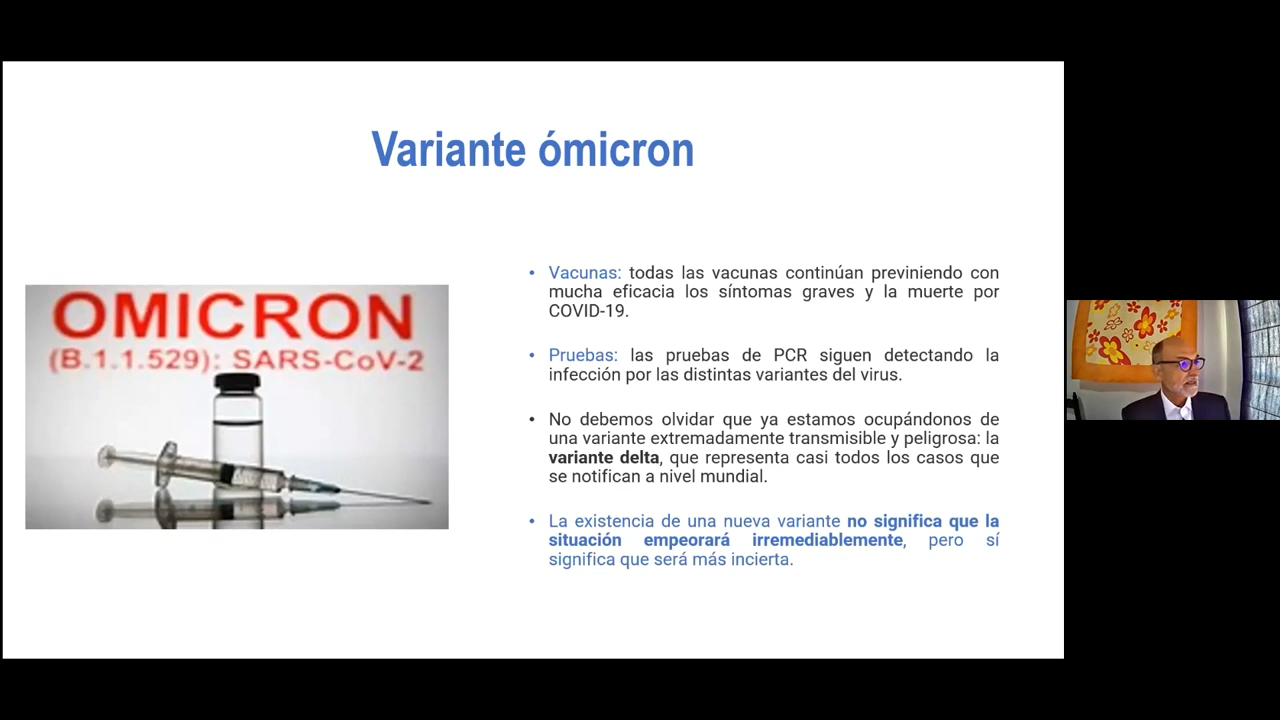 Variante ómicron
OMICRON
(B.1.1.529): SARS-CoV-2
• Vacunas: todas las vacunas continúan previniendo con
mucha eficacia los síntomas graves y la muerte por
COVID-19.
• Pruebas: las pruebas de PCR siguen detectando la
infección por las distintas variantes del virus.
• No debemos olvidar que ya estamos ocupándonos de
una variante extremadamente transmisible y peligrosa: la
variante delta, que representa casi todos los casos que
se notifican a nivel mundial.
• La existencia de una nueva variante no significa que la
situación empeorará irremediablemente, pero sí
significa que será más incierta.